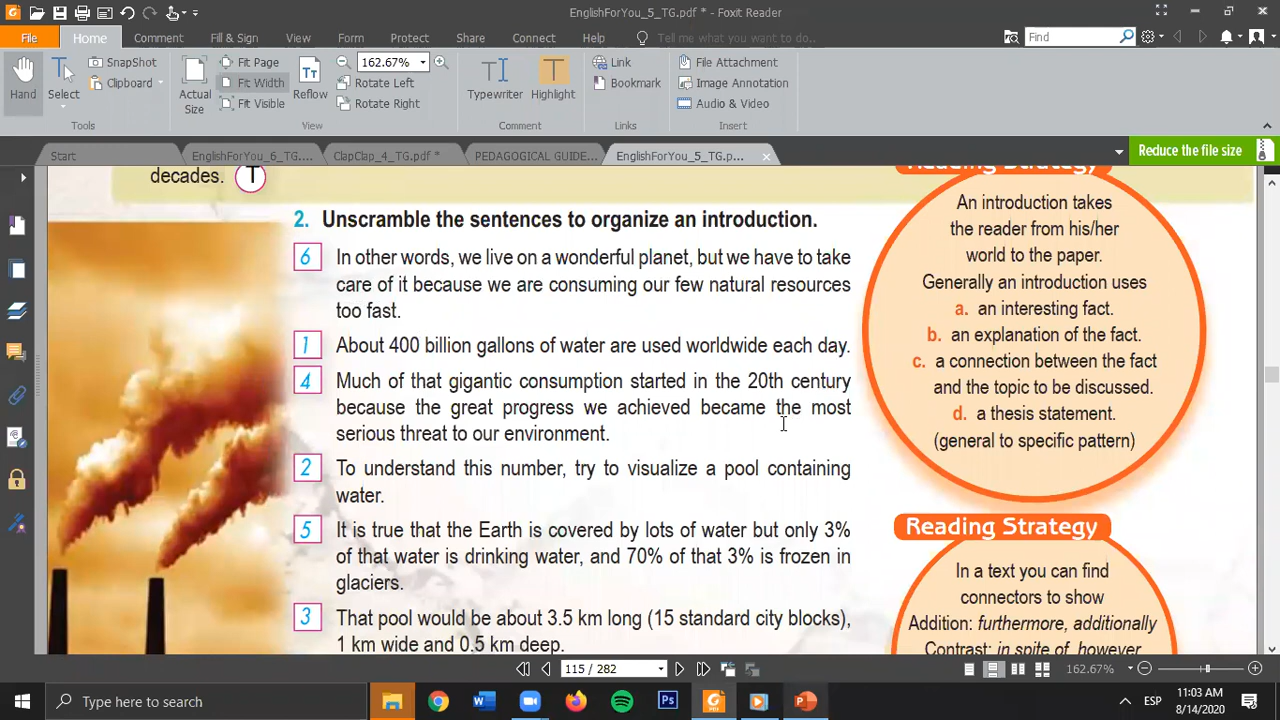 EnglishForYou_5_TG.pdf * - Foxit Reader
File Home Comment Fill & Sign View Form Protect Share Connect Help Tell me what you want to do... Find
Hand Select SnapShot Clipboard Actual Size Fit Page Fit Width Fit Visible Reflow 162.67% Rotate Left Rotate Right Typewriter Highlight Link Bookmark File Attachment Image Annotation Audio & Video
Tools View Comment Links Insert
Start EnglishForYou_6_TG.... ClapClap_4_TG.pdf * PEDAGOGICAL GUIDE... EnglishForYou_5_TG.p... Reduce the file size
decades. T
2. Unscramble the sentences to organize an introduction.
6 In other words, we live on a wonderful planet, but we have to take
care of it because we are consuming our few natural resources
too fast.
1 About 400 billion gallons of water are used worldwide each day.
4 Much of that gigantic consumption started in the 20th century
because the great progress we achieved became the most
serious threat to our environment.
2 To understand this number, try to visualize a pool containing
water.
5 It is true that the Earth is covered by lots of water but only 3%
of that water is drinking water, and 70% of that 3% is frozen in
glaciers.
3 That pool would be about 3.5 km long (15 standard city blocks),
1 km wide and 0.5 km deep.
Reading Strategy
An introduction takes
the reader from his/her
world to the paper.
Generally an introduction uses
a. an interesting fact.
b. an explanation of the fact.
c. a connection between the fact
and the topic to be discussed.
d. a thesis statement.
(general to specific pattern)
Reading Strategy
In a text you can find
connectors to show
Addition: furthermore, additionally
Contrast: in spite of, however
115 / 282 162.67%
Type here to search ESP 11:03 AM
8/14/2020